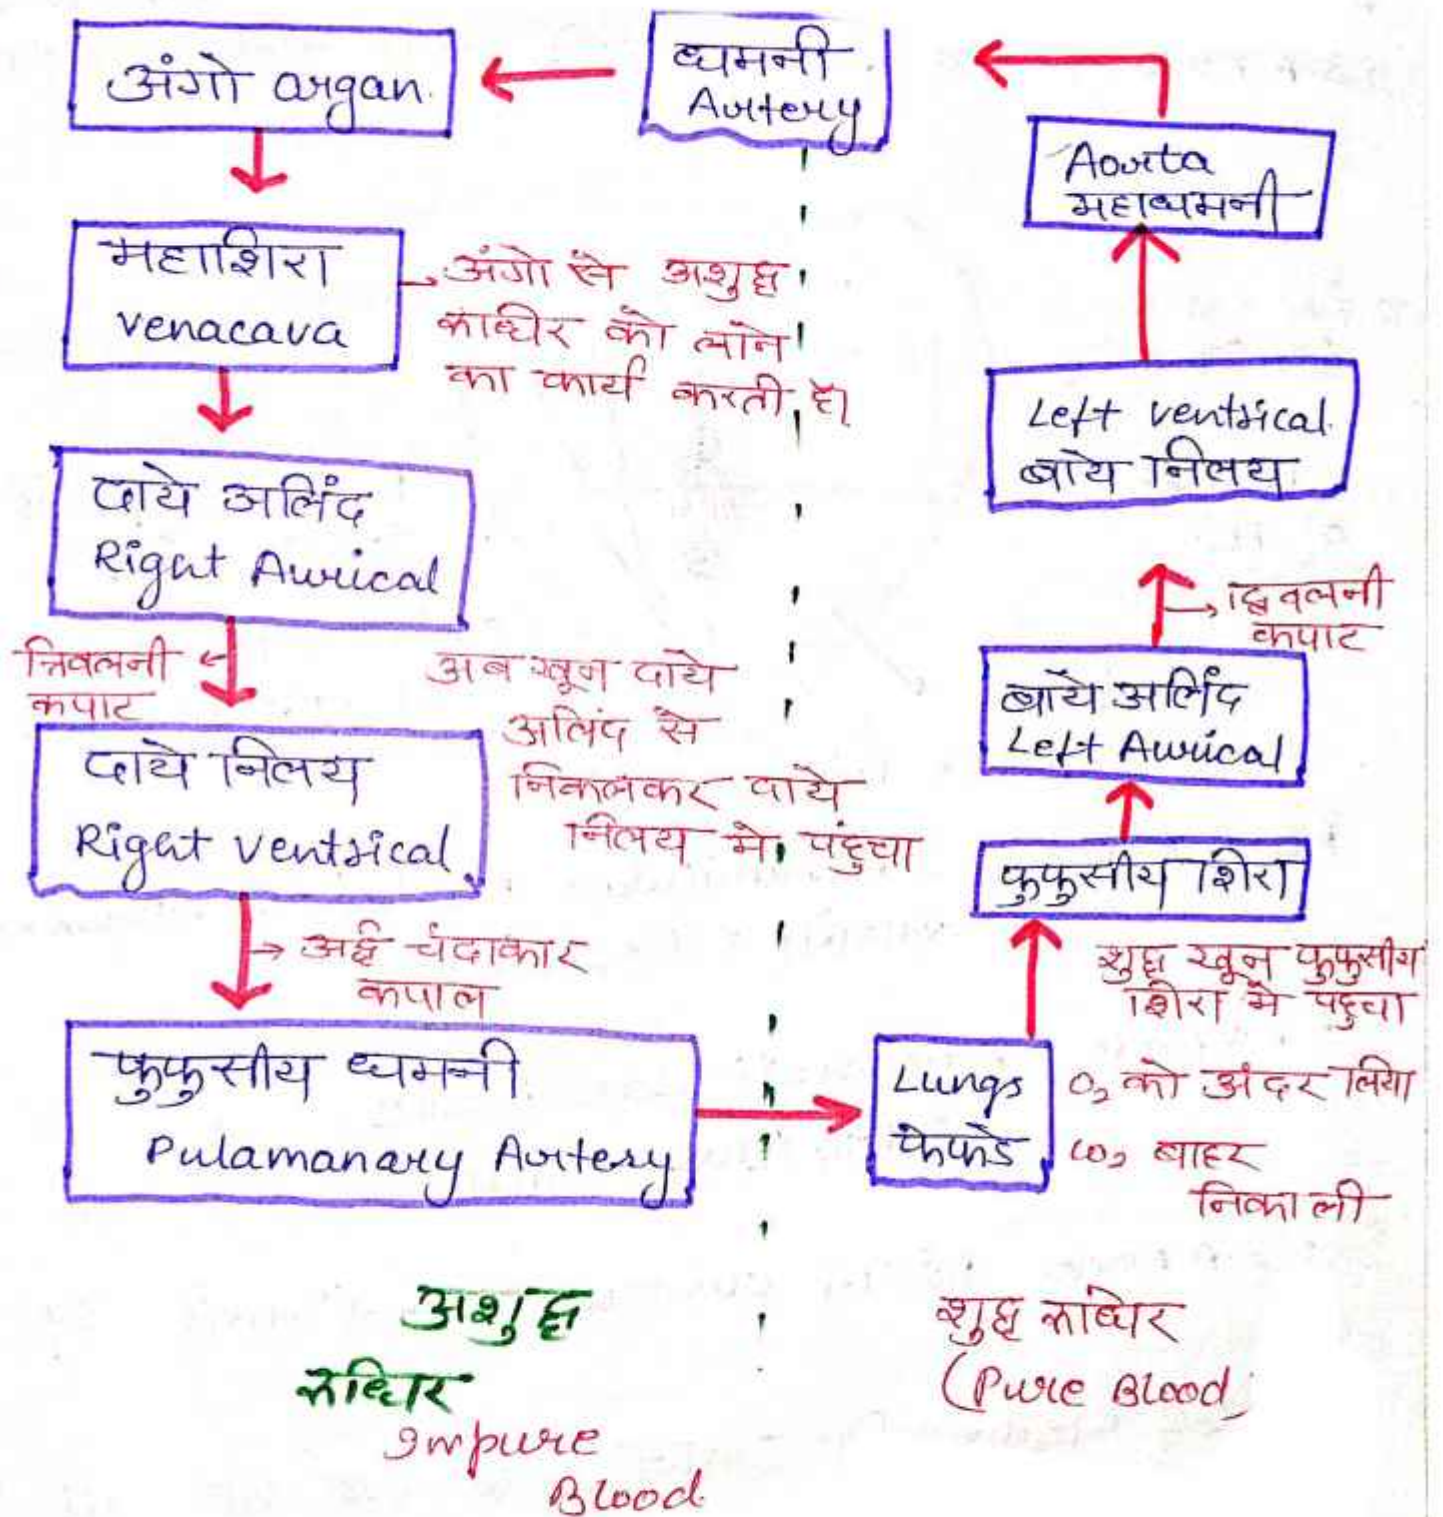 अंगो argan.
धमनी
Artery
Aorta
महाधमनी
महाशिरा
venacava
अंगो से अशुद्ध
रूधीर को लाने
का कार्य करती है।
Left ventrical.
बाये निलय
दाये अलिंद
Right Aurical
द्विवलनी
कपाट
त्रिवलनी
कपाट
अब खून दाये
अलिंद से
निकलकर दाये
निलय मे पंहुचा
बाये अलिंद
Left Aurical
दाये निलय
Right ventrical
फुफुसीय शिरा
अर्द्ध चंदाकार
कपाल
शुद्ध खून फुफुसीय
शिरा मे पहुचा
फुफुसीय धमनी
Pulamanary Artery
Lungs
फेफडे
O₂ को अंदर लिया
CO₂ बाहर
निकाली
अशुद्ध
रूधिर
Impure
Blood
शुद्ध रूधिर
(Pure Blood)